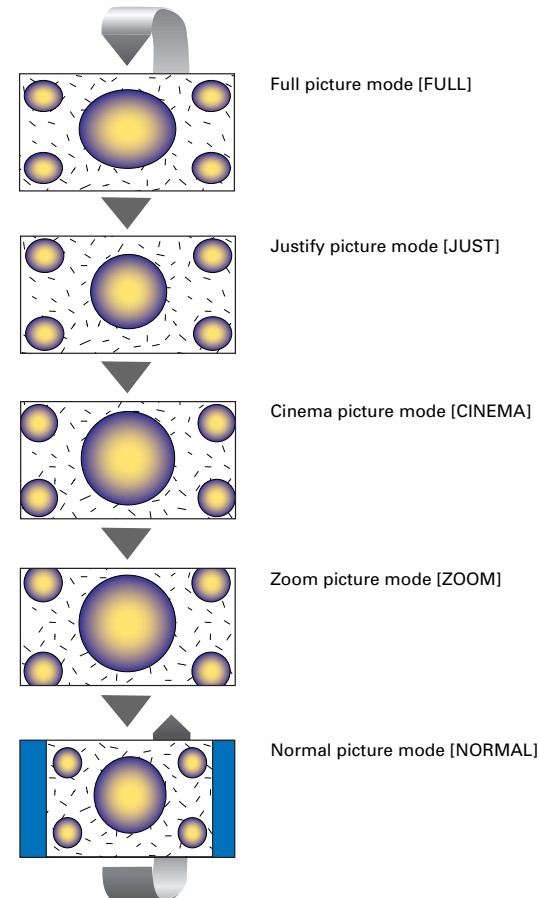 Full picture mode [FULL]
Justify picture mode [JUST]
Cinema picture mode [CINEMA]
Zoom picture mode [ZOOM]
Normal picture mode [NORMAL]